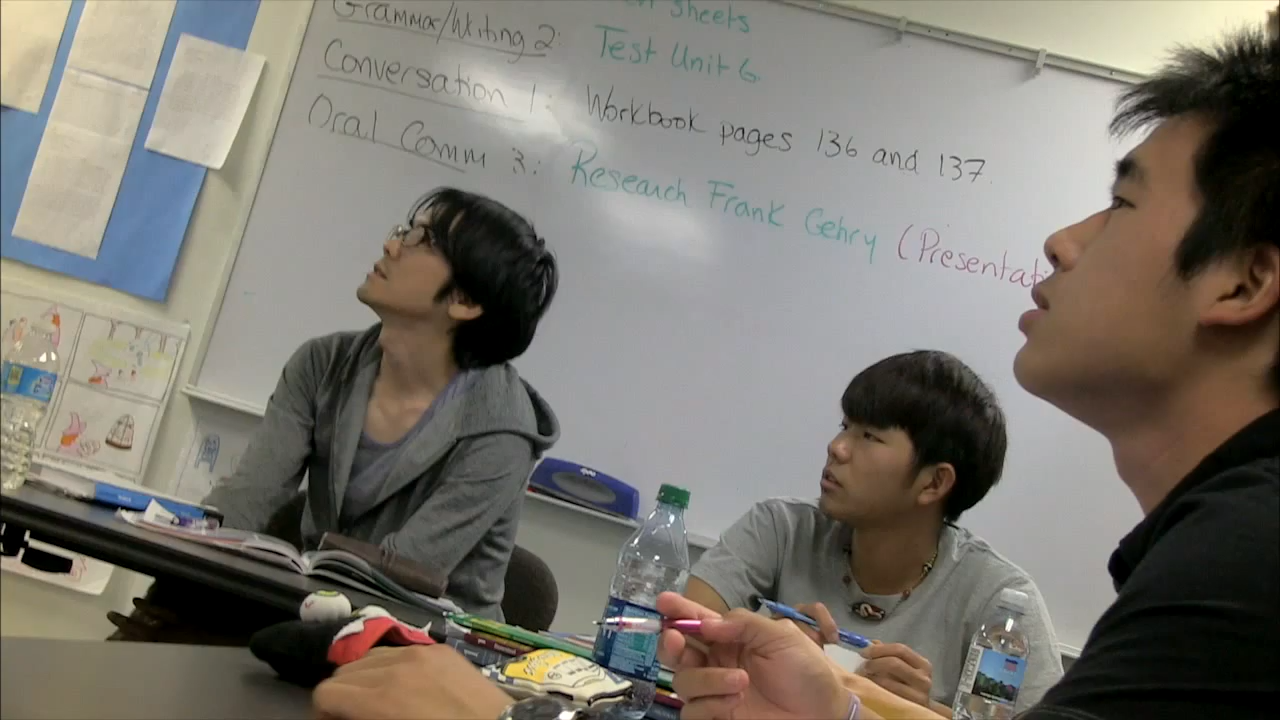 sheets
Grammar/Writing 2: Test Unit 6.
Conversation 1: Workbook pages 136 and 137.
Oral Comm 3: Research Frank Gehry (Presentati